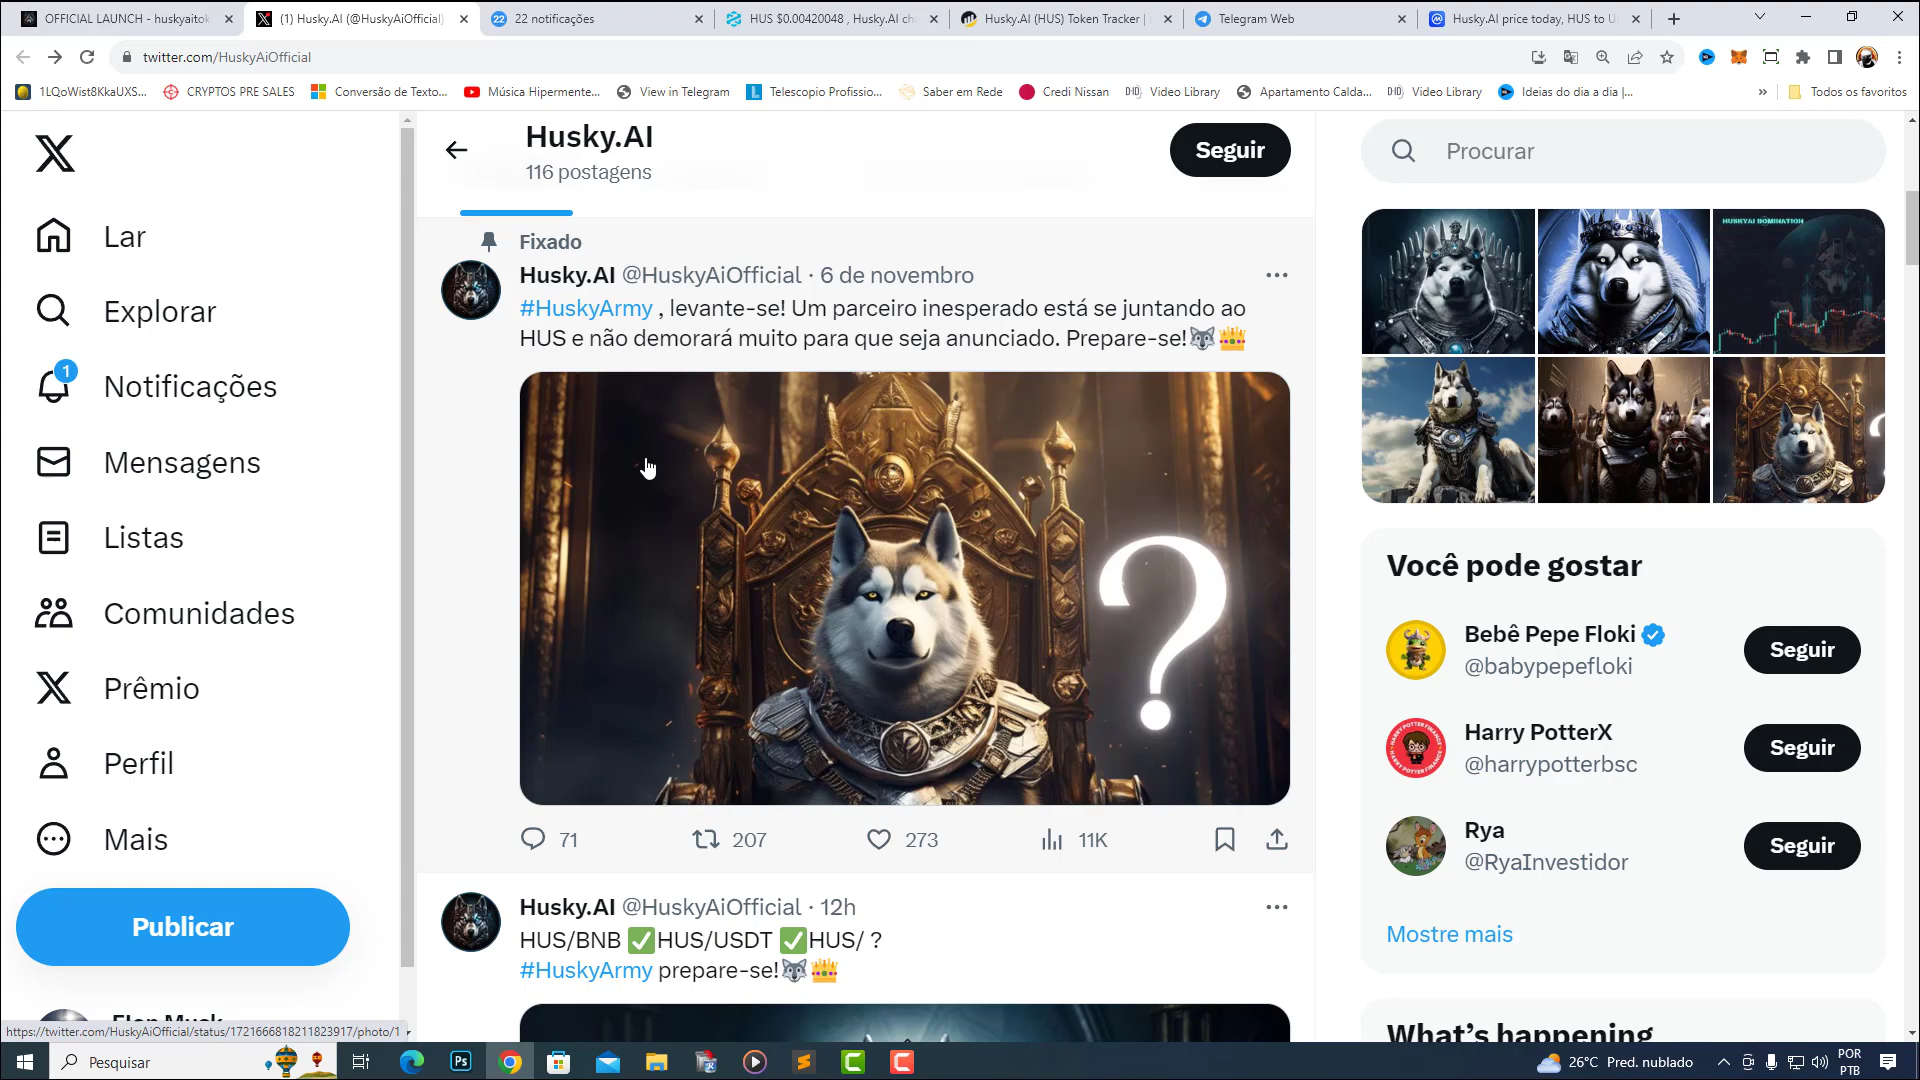 OFFICIAL LAUNCH - huskyaitok
(1) Husky.AI (@HuskyAiOfficial)
22 notificações
HUS $0.00420048 , Husky.AI cha
Husky.AI (HUS) Token Tracker |
Telegram Web
Husky.AI price today, HUS to U
twitter.com/HuskyAiOfficial
1LQoWist8KkaUXS...
CRYPTOS PRE SALES
Conversão de Texto...
Música Hipermente...
View in Telegram
Telescopio Profissio...
Saber em Rede
Credi Nissan
Video Library
Apartamento Calda...
Video Library
Ideias do dia a dia |...
Todos os favoritos
Lar
Explorar
1
Notificações
Mensagens
Listas
Comunidades
Prêmio
Perfil
Mais
Publicar
https://twitter.com/HuskyAiOfficial/status/1721666818211823917/photo/1
Husky.AI
116 postagens
Seguir
Fixado
Husky.AI @HuskyAiOfficial · 6 de novembro
#HuskyArmy , levante-se! Um parceiro inesperado está se juntando ao
HUS e não demorará muito para que seja anunciado. Prepare-se!🐺👑
?
71 207 273 11K
Husky.AI @HuskyAiOfficial · 12h
HUS/BNB ✅HUS/USDT ✅HUS/ ?
#HuskyArmy prepare-se!🐺👑
Procurar
HUSKYAI DOMINATION
Você pode gostar
Bebê Pepe Floki
@babypepefloki
Seguir
Harry PotterX
@harrypotterbsc
Seguir
Rya
@RyaInvestidor
Seguir
Mostre mais
What's happening
Pesquisar
Ps
26°C Pred. nublado
POR
PTB